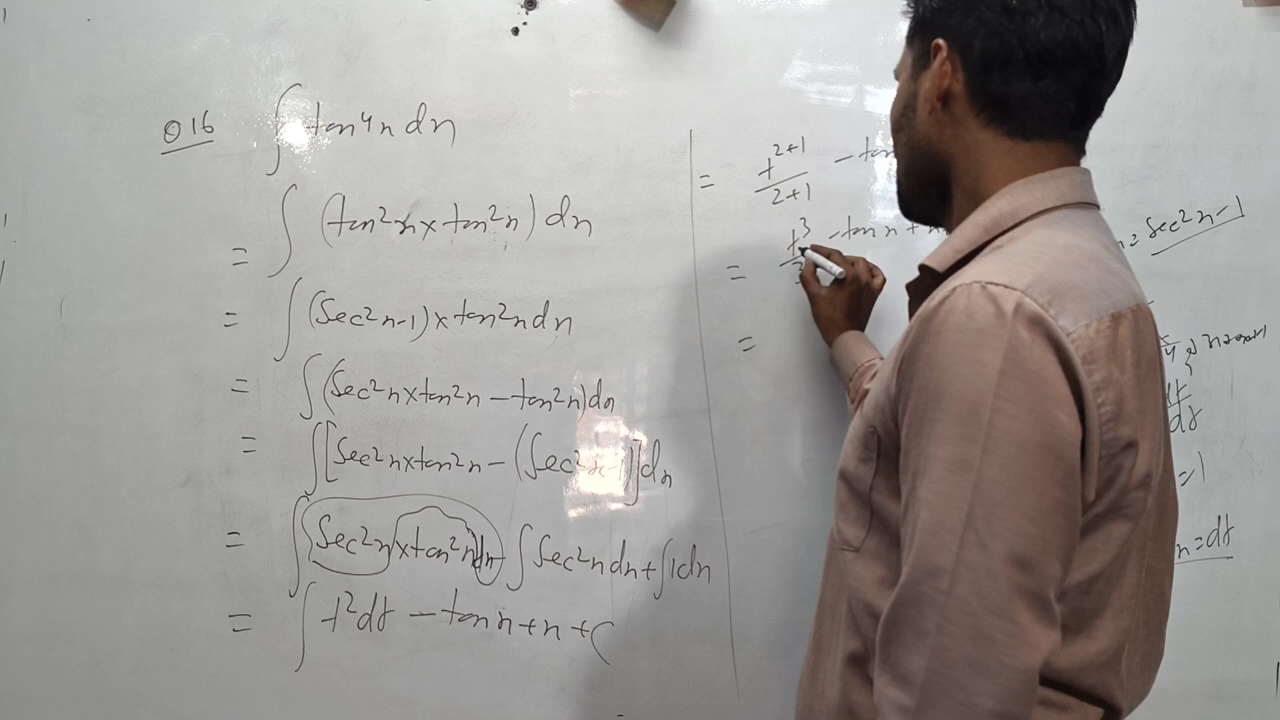 Q16 ∫ tan⁴x dx
= ∫ (tan²x × tan²x) dx
= ∫ (Sec²x-1) × tan²x dx
= ∫ (Sec²x × tan²x - tan²x) dx
= ∫ [Sec²x × tan²x - (Sec²x-1)] dx
= ∫ Sec²x × tan²x dx - ∫ Sec²x dx + ∫ 1 dx
= ∫ t² dt - tan x + x + C
= t²⁺¹/2+1 - tan
= t³/3 - tan x +
=
= Sec²x-1
dt
= 1
x = dt